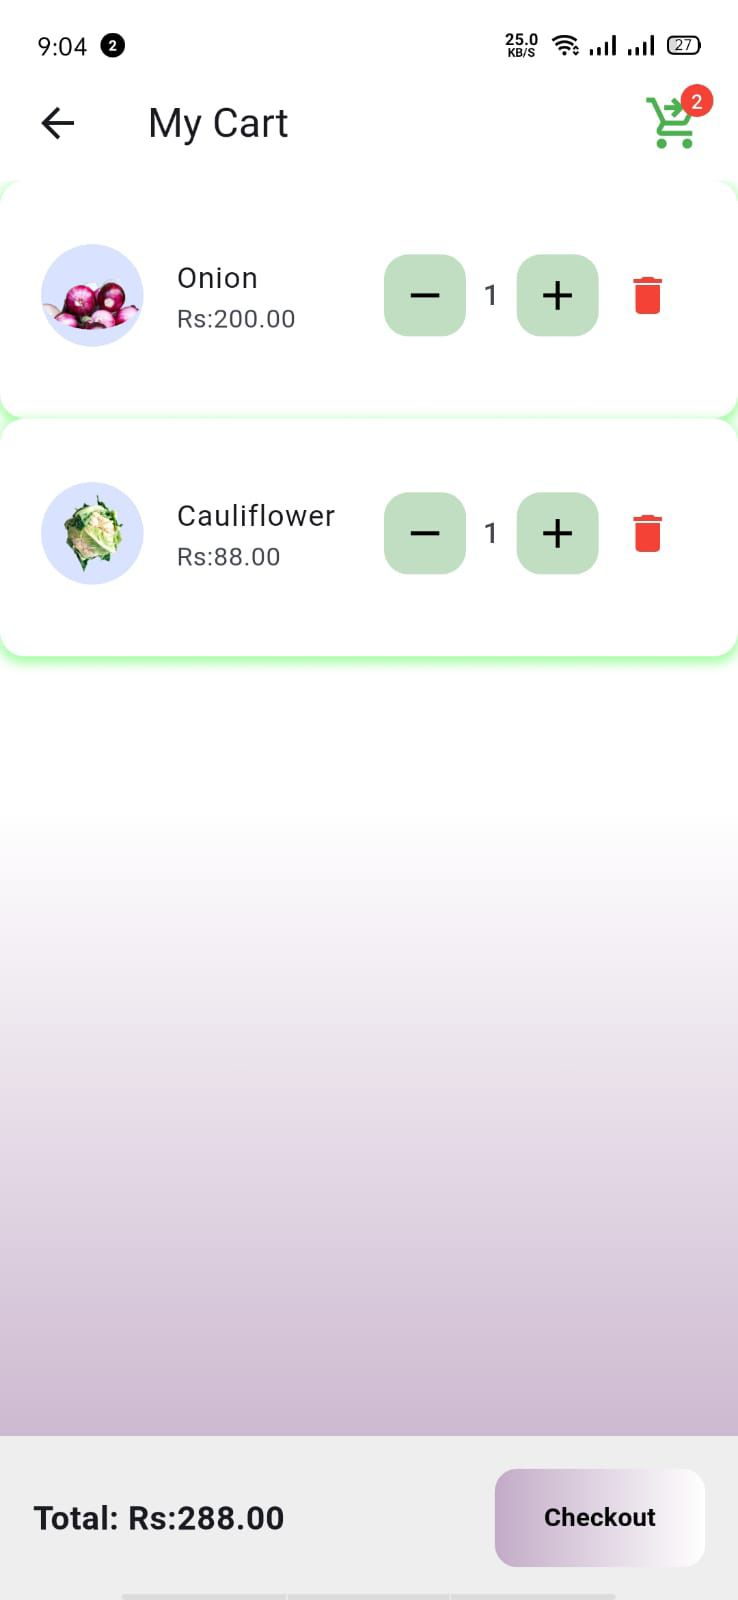 9:04 2 25.0 KB/S 27
My Cart 2
Onion
Rs:200.00
1
Cauliflower
Rs:88.00
1
Total: Rs:288.00 Checkout